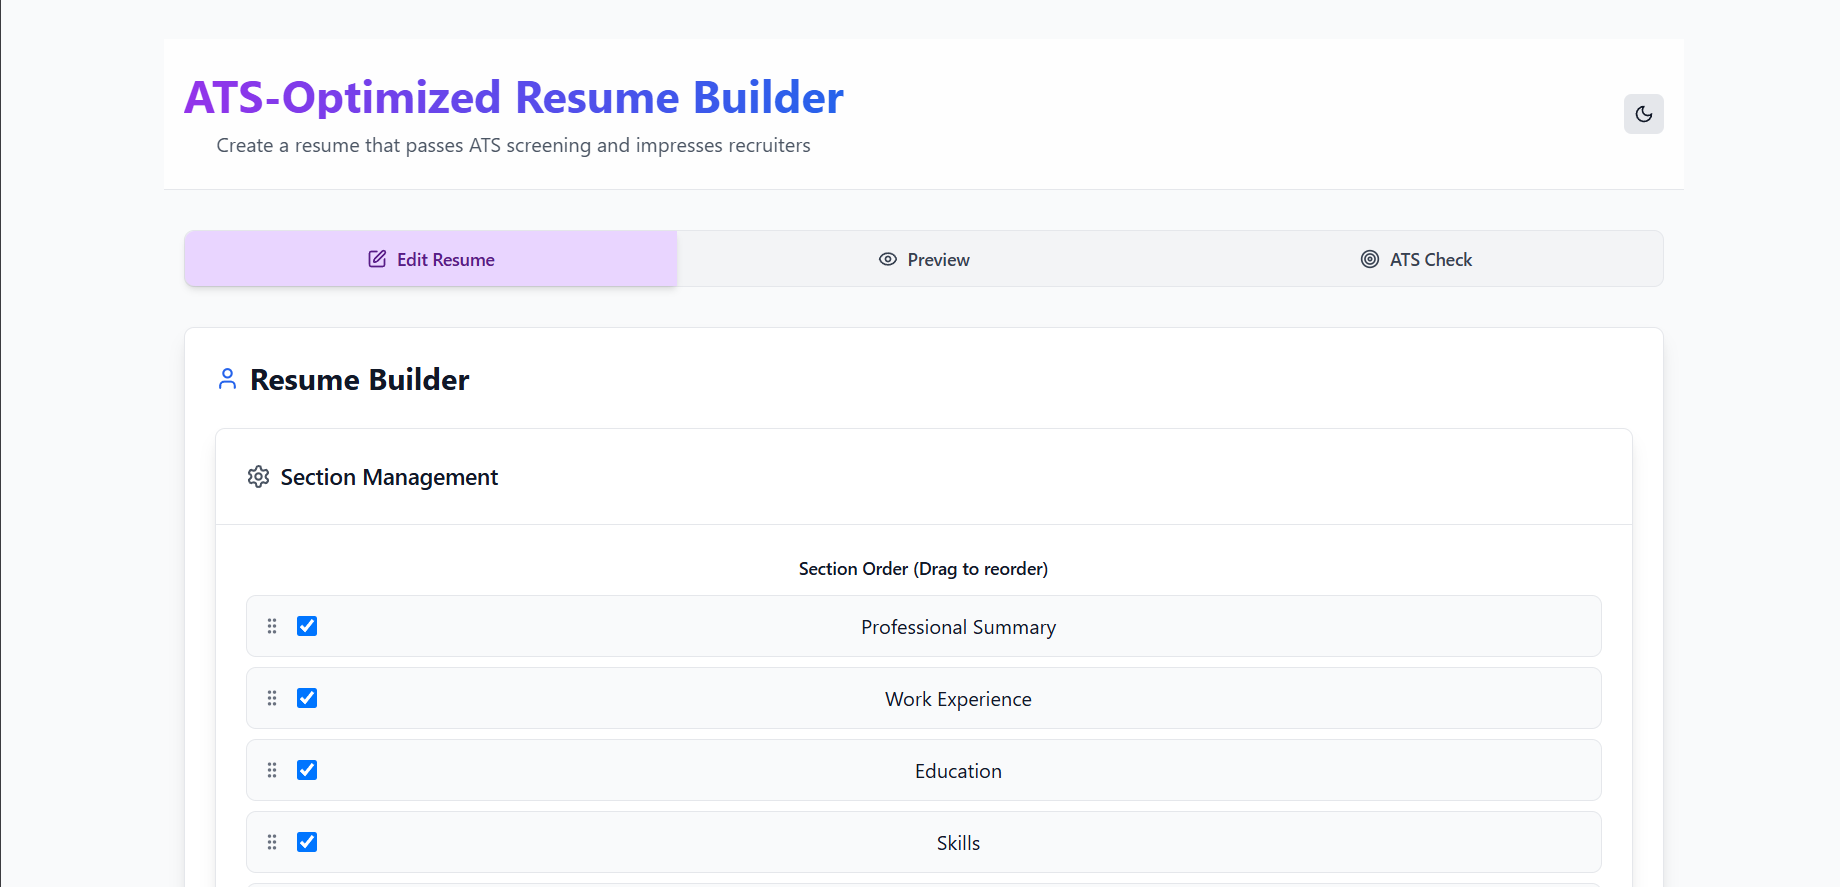 ATS-Optimized Resume Builder
Create a resume that passes ATS screening and impresses recruiters
Edit Resume
Preview
ATS Check
Resume Builder
Section Management
Section Order (Drag to reorder)
Professional Summary
Work Experience
Education
Skills